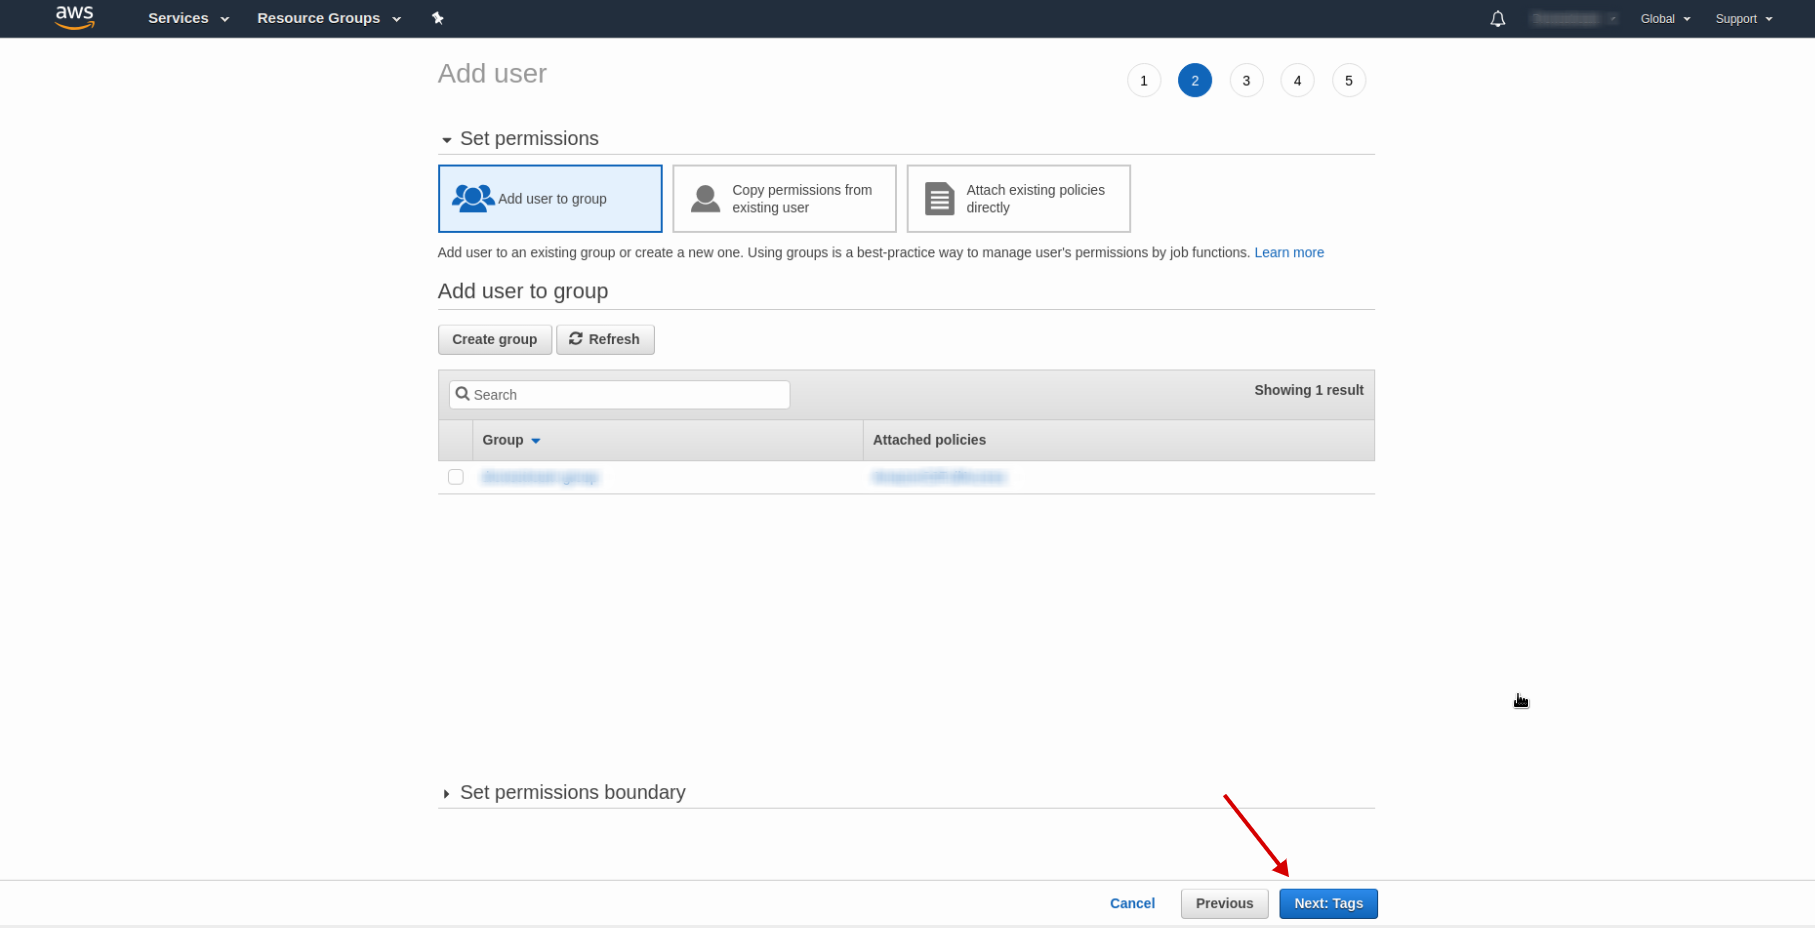 aws
Services
Resource Groups
Global
Support
Add user
1
2
3
4
5
Set permissions
Add user to group
Copy permissions from
existing user
Attach existing policies
directly
Add user to an existing group or create a new one. Using groups is a best-practice way to manage user's permissions by job functions. Learn more
Add user to group
Create group
Refresh
Search
Showing 1 result
Group
Attached policies
Set permissions boundary
Cancel
Previous
Next: Tags